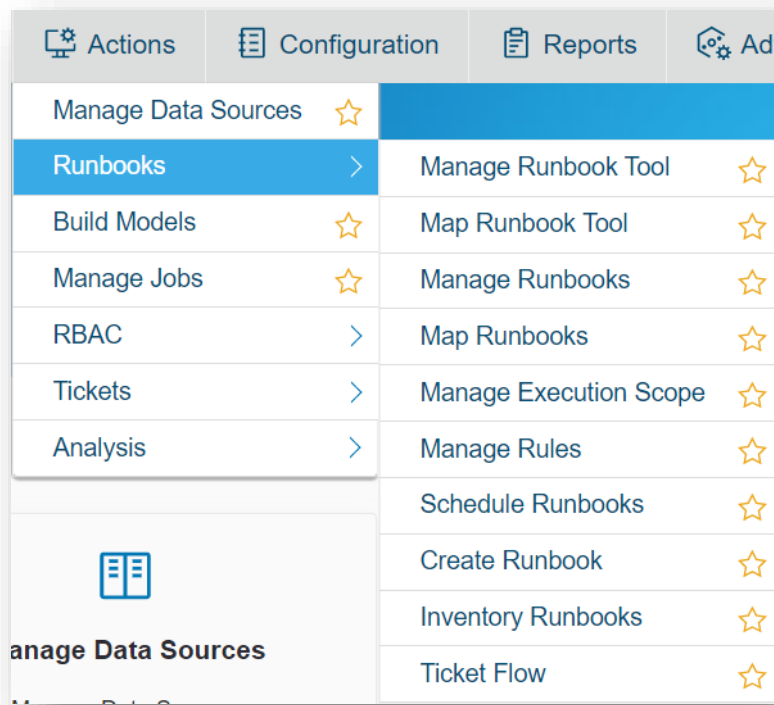 Actions
Configuration
Reports
Ad
Manage Data Sources
Runbooks
Build Models
Manage Jobs
RBAC
Tickets
Analysis
Manage Runbook Tool
Map Runbook Tool
Manage Runbooks
Map Runbooks
Manage Execution Scope
Manage Rules
Schedule Runbooks
Create Runbook
Inventory Runbooks
Ticket Flow
anage Data Sources